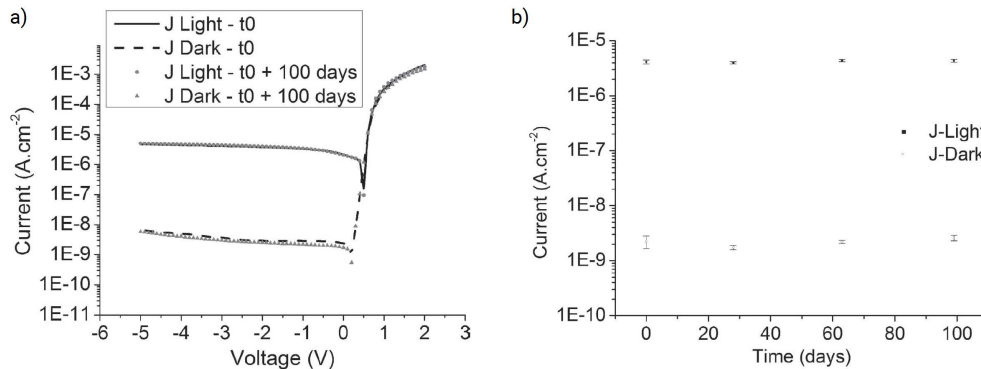 a)
J Light - t0
J Dark - t0
J Light - t0 + 100 days
J Dark - t0 + 100 days
1E-3
1E-4
1E-5
1E-6
1E-7
1E-8
1E-9
1E-10
1E-11
Current (A.cm-2)
-6 -5 -4 -3 -2 -1 0 1 2 3
Voltage (V)
b)
1E-5
1E-6
1E-7
1E-8
1E-9
1E-10
Current (A.cm-2)
J-Light
J-Dark
0 20 40 60 80 100
Time (days)